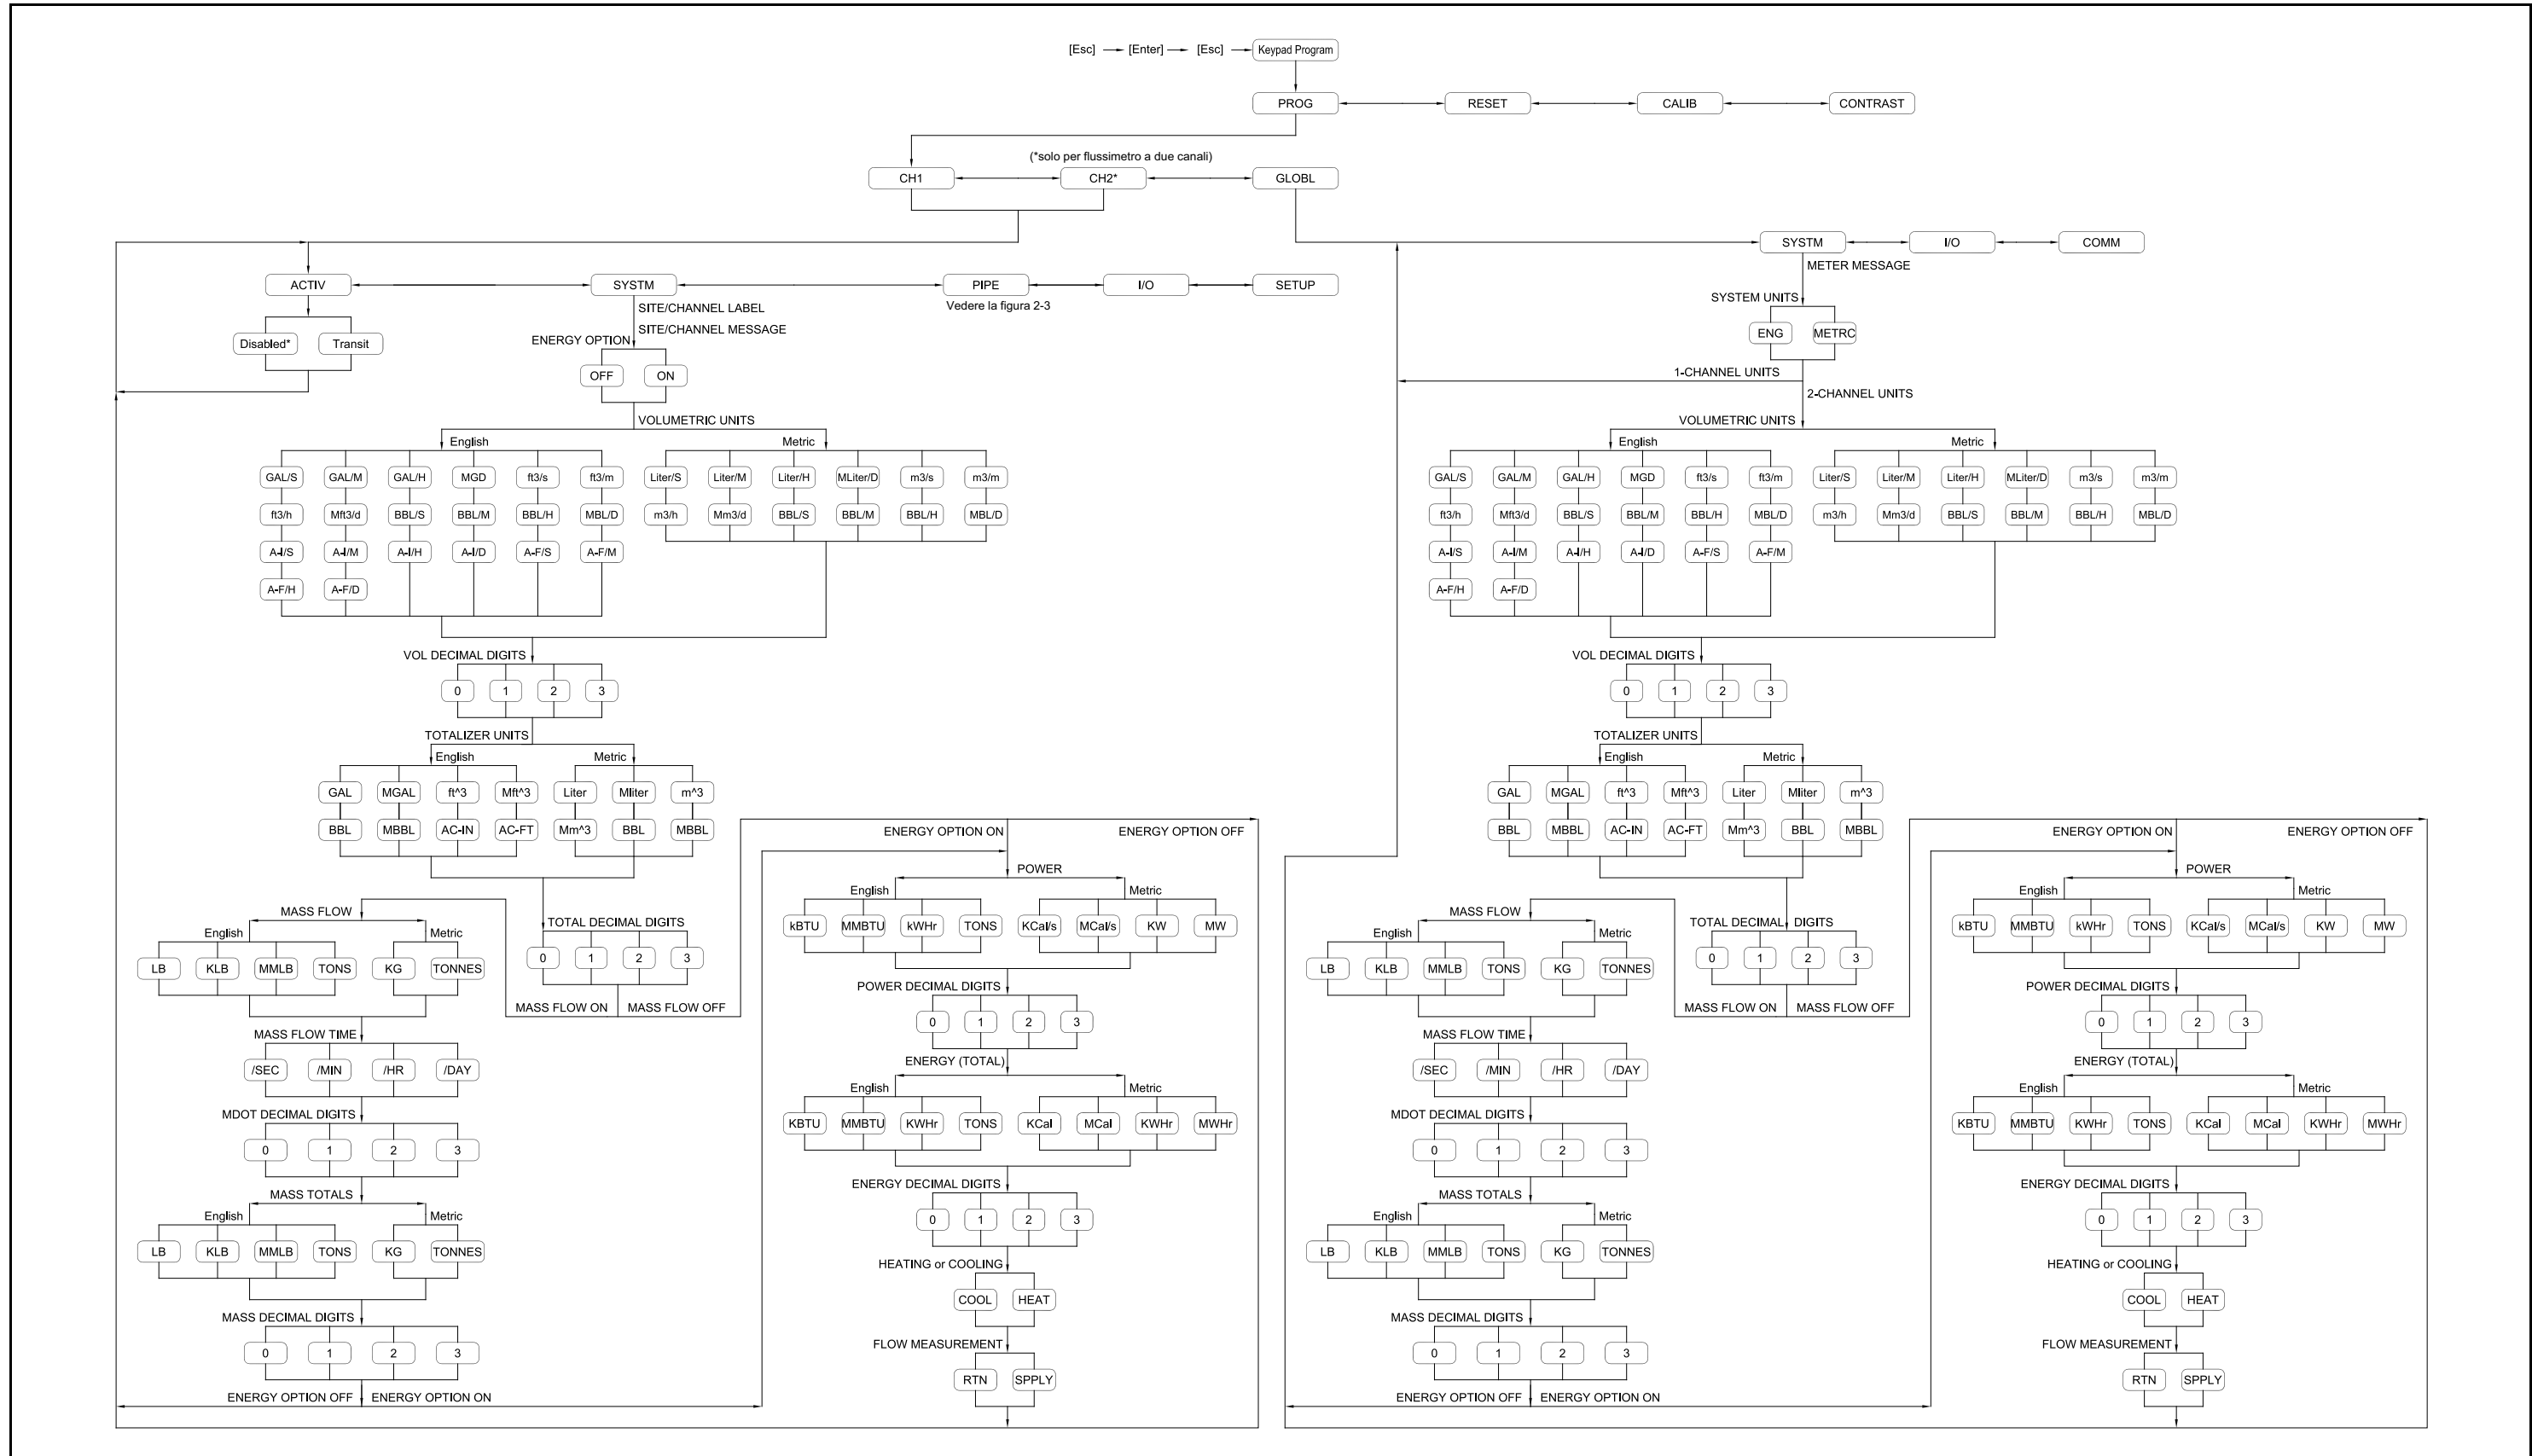 [Esc] [Enter] [Esc] Keypad Program
PROG RESET CALIB CONTRAST
(*solo per flussimetro a due canali)
CH1 CH2* GLOBL
SYSTM I/O COMM
METER MESSAGE
ACTIV SYSTM PIPE I/O SETUP
SYSTEM UNITS
SITE/CHANNEL LABEL
Vedere la figura 2-3
SITE/CHANNEL MESSAGE
ENG METRC
ENERGY OPTION
Disabled* Transit
OFF ON
1-CHANNEL UNITS
2-CHANNEL UNITS
VOLUMETRIC UNITS
English Metric
GAL/S GAL/M GAL/H MGD ft3/s ft3/m Liter/S Liter/M Liter/H MLiter/D m3/s m3/m
ft3/h Mft3/d BBL/S BBL/M BBL/H MBL/D m3/h Mm3/d BBL/S BBL/M BBL/H MBL/D
A-I/S A-I/M A-I/H A-I/D A-F/S A-F/M
A-F/H A-F/D
VOL DECIMAL DIGITS
0 1 2 3
TOTALIZER UNITS
English Metric
GAL MGAL ft^3 Mft^3 Liter Mliter m^3
BBL MBBL AC-IN AC-FT Mm^3 BBL MBBL
ENERGY OPTION ON ENERGY OPTION OFF
POWER
English Metric
kBTU MMBTU kWHr TONS KCal/s MCal/s KW MW
MASS FLOW
TOTAL DECIMAL DIGITS
English Metric
0 1 2 3
LB KLB MMLB TONS KG TONNES
POWER DECIMAL DIGITS
MASS FLOW ON MASS FLOW OFF
0 1 2 3
MASS FLOW TIME
ENERGY (TOTAL)
/SEC /MIN /HR /DAY
English Metric
MDOT DECIMAL DIGITS
KBTU MMBTU KWHr TONS KCal MCal KWHr MWHr
0 1 2 3
ENERGY DECIMAL DIGITS
MASS TOTALS
English Metric
0 1 2 3
LB KLB MMLB TONS KG TONNES
HEATING or COOLING
COOL HEAT
MASS DECIMAL DIGITS
FLOW MEASUREMENT
0 1 2 3
RTN SPPLY
ENERGY OPTION OFF ENERGY OPTION ON
VOLUMETRIC UNITS
English Metric
GAL/S GAL/M GAL/H MGD ft3/s ft3/m Liter/S Liter/M Liter/H MLiter/D m3/s m3/m
ft3/h Mft3/d BBL/S BBL/M BBL/H MBL/D m3/h Mm3/d BBL/S BBL/M BBL/H MBL/D
A-I/S A-I/M A-I/H A-I/D A-F/S A-F/M
A-F/H A-F/D
VOL DECIMAL DIGITS
0 1 2 3
TOTALIZER UNITS
English Metric
GAL MGAL ft^3 Mft^3 Liter Mliter m^3
BBL MBBL AC-IN AC-FT Mm^3 BBL MBBL
ENERGY OPTION ON ENERGY OPTION OFF
POWER
English Metric
kBTU MMBTU kWHr TONS KCal/s MCal/s KW MW
MASS FLOW
TOTAL DECIMAL DIGITS
English Metric
0 1 2 3
LB KLB MMLB TONS KG TONNES
POWER DECIMAL DIGITS
MASS FLOW ON MASS FLOW OFF
0 1 2 3
MASS FLOW TIME
ENERGY (TOTAL)
/SEC /MIN /HR /DAY
English Metric
MDOT DECIMAL DIGITS
KBTU MMBTU KWHr TONS KCal MCal KWHr MWHr
0 1 2 3
ENERGY DECIMAL DIGITS
MASS TOTALS
English Metric
0 1 2 3
LB KLB MMLB TONS KG TONNES
HEATING or COOLING
COOL HEAT
MASS DECIMAL DIGITS
FLOW MEASUREMENT
0 1 2 3
RTN SPPLY
ENERGY OPTION OFF ENERGY OPTION ON